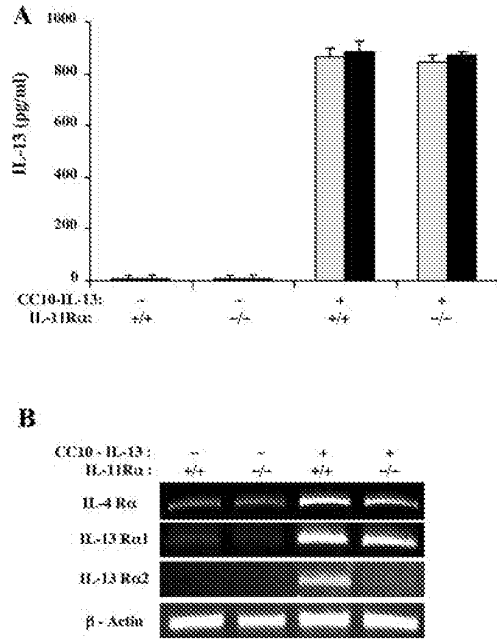 A
1000
800
600
400
200
0
IL-13 (pg/ml)
CC10-IL-13: - - + +
IL-11Rα: +/+ -/- +/+ -/-
B
CC10 - IL-13 : - - + +
IL-11Rα : +/+ -/- +/+ -/-
IL-4 Rα
IL-13 Rα1
IL-13 Rα2
β - Actin